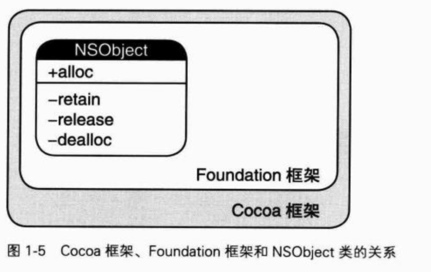 NSObject
+alloc
−retain
−release
−dealloc
Foundation 框架
Cocoa 框架
图 1-5 Cocoa 框架、Foundation 框架和 NSObject 类的关系